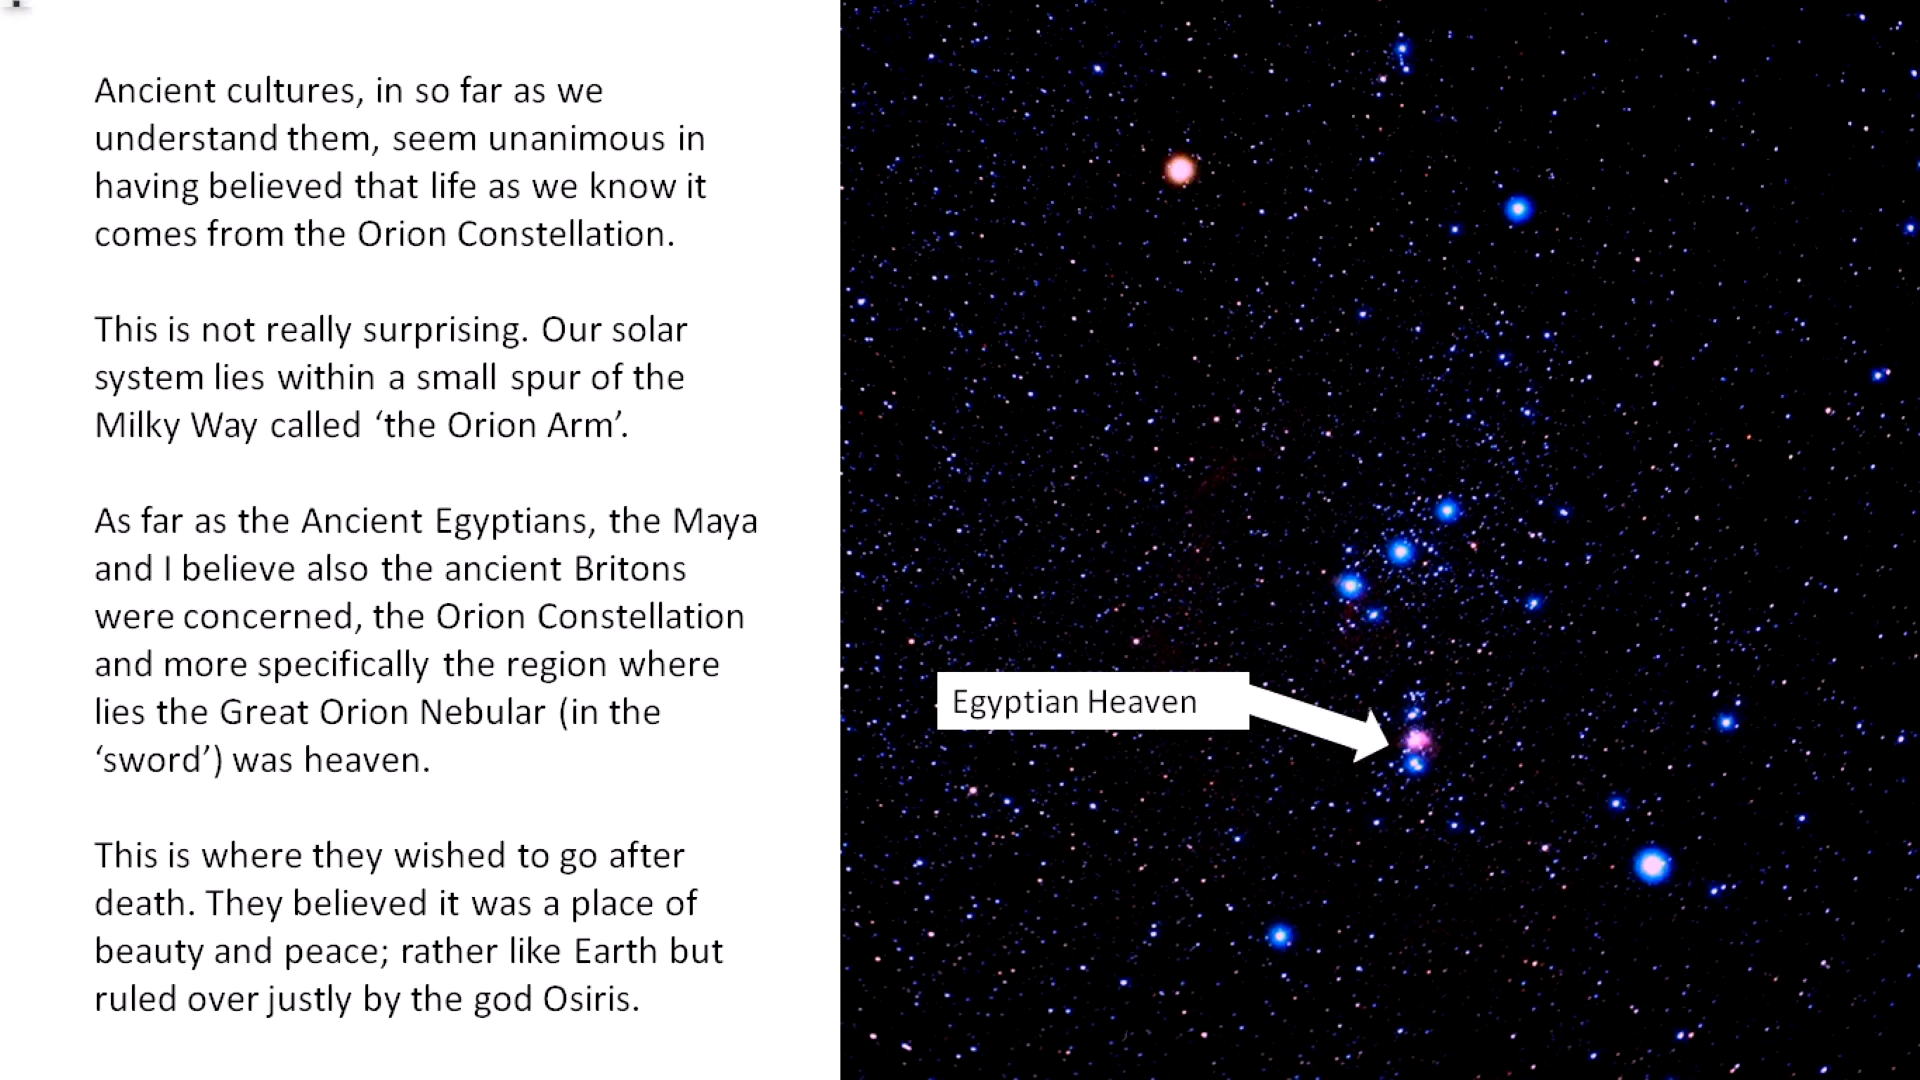 Ancient cultures, in so far as we
understand them, seem unanimous in
having believed that life as we know it
comes from the Orion Constellation.
This is not really surprising. Our solar
system lies within a small spur of the
Milky Way called ‘the Orion Arm’.
As far as the Ancient Egyptians, the Maya
and I believe also the ancient Britons
were concerned, the Orion Constellation
and more specifically the region where
lies the Great Orion Nebular (in the
‘sword’) was heaven.
This is where they wished to go after
death. They believed it was a place of
beauty and peace; rather like Earth but
ruled over justly by the god Osiris.
Egyptian Heaven